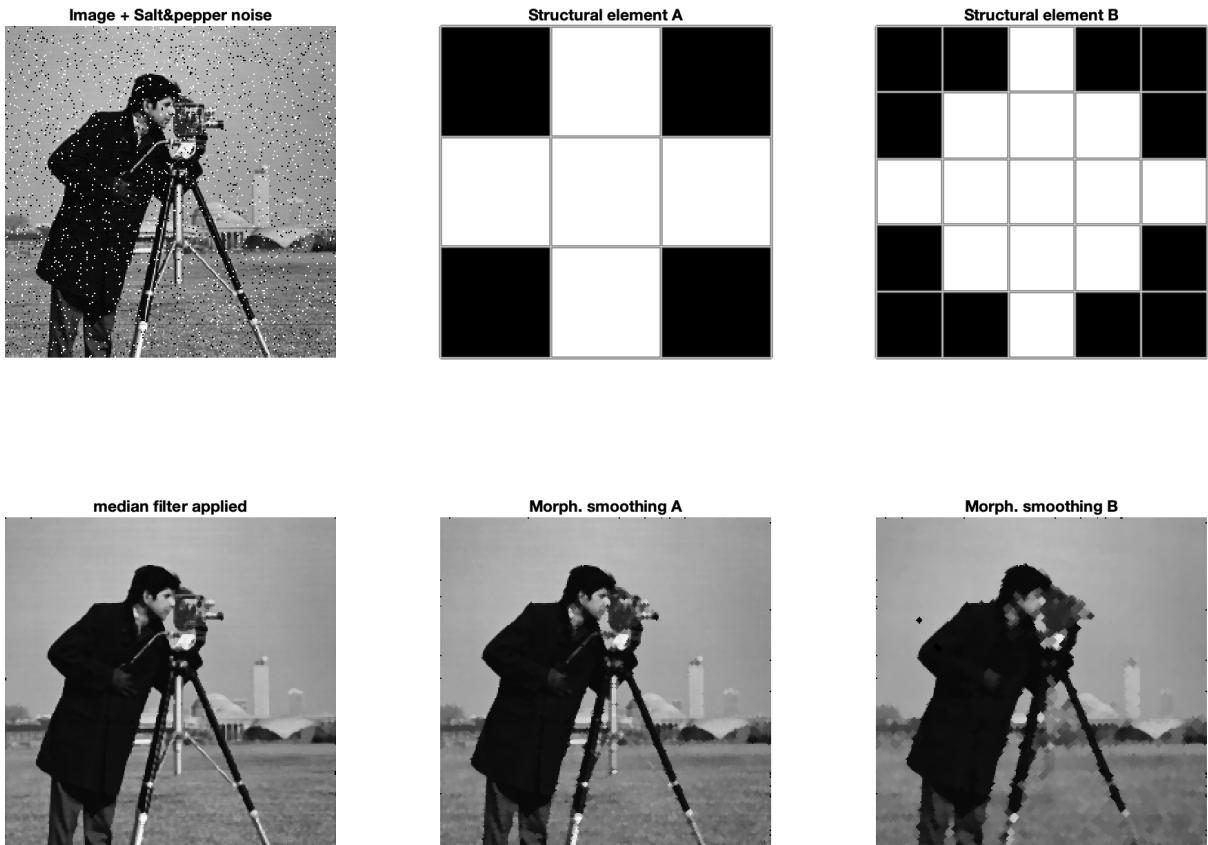 Image + Salt&pepper noise
Structural element A
Structural element B
median filter applied
Morph. smoothing A
Morph. smoothing B